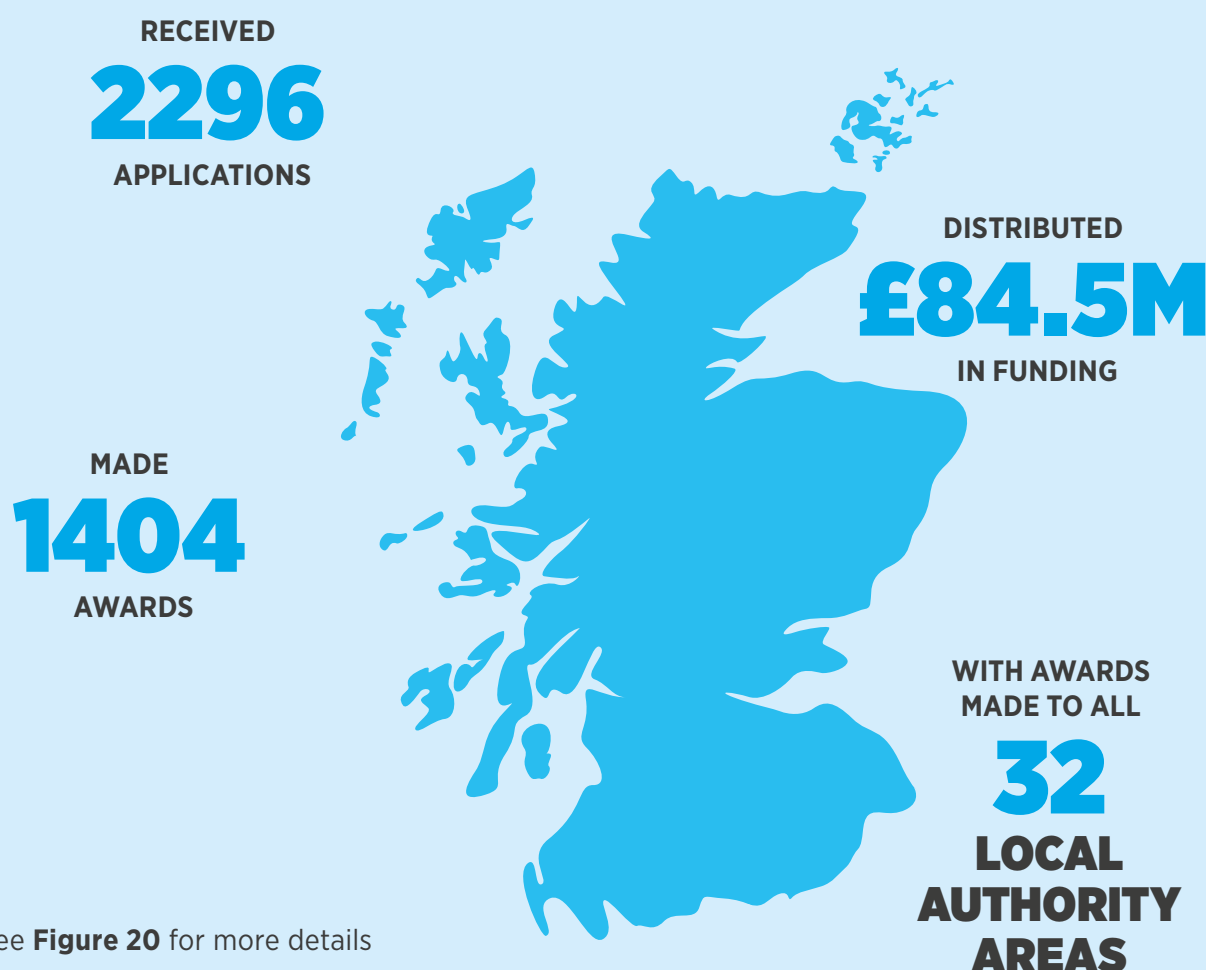 RECEIVED
2296
APPLICATIONS
DISTRIBUTED
£84.5M
IN FUNDING
MADE
1404
AWARDS
WITH AWARDS
MADE TO ALL
32
LOCAL
AUTHORITY
AREAS
ee Figure 20 for more details